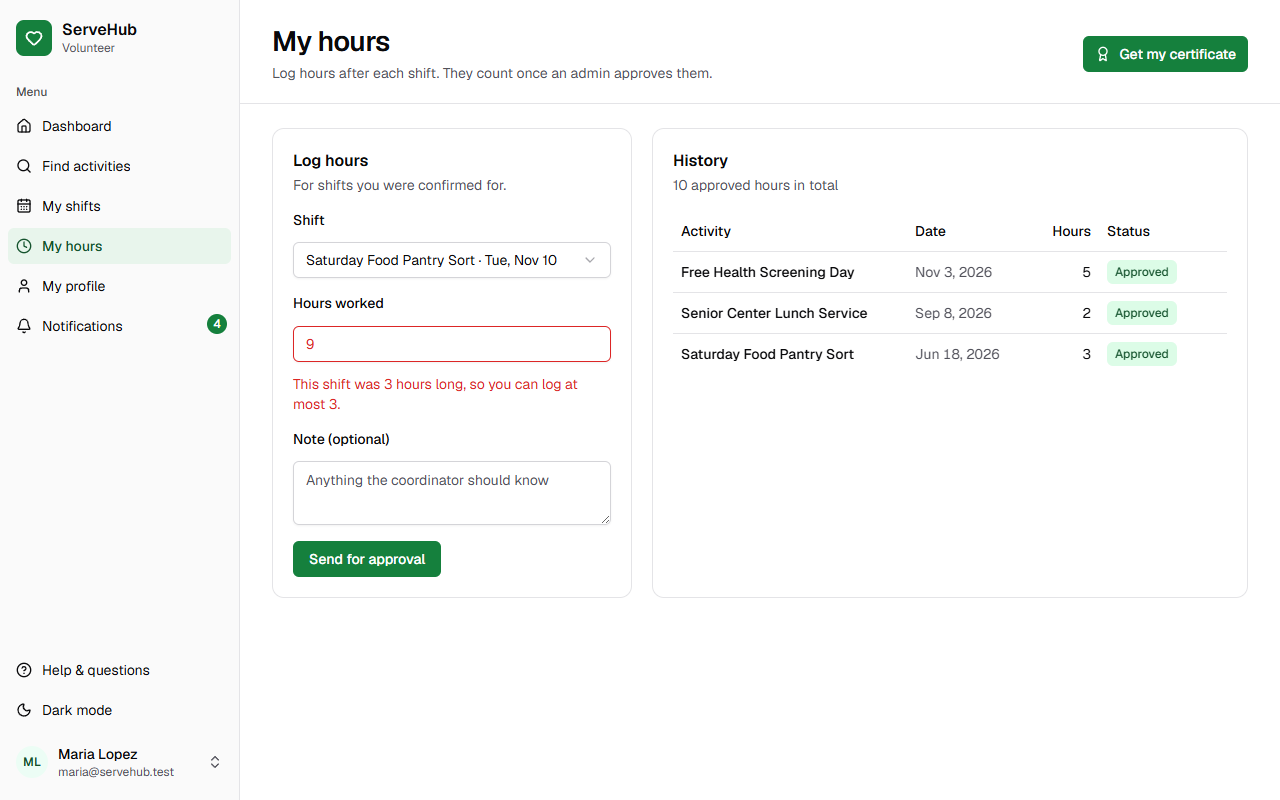 ServeHub
Volunteer
Menu
Dashboard
Find activities
My shifts
My hours
My profile
Notifications
4
Help & questions
Dark mode
ML
Maria Lopez
maria@servehub.test
My hours
Log hours after each shift. They count once an admin approves them.
Get my certificate
Log hours
For shifts you were confirmed for.
Shift
Saturday Food Pantry Sort · Tue, Nov 10
Hours worked
9
This shift was 3 hours long, so you can log at
most 3.
Note (optional)
Anything the coordinator should know
Send for approval
History
10 approved hours in total
Activity Date Hours Status
Free Health Screening Day Nov 3, 2026 5 Approved
Senior Center Lunch Service Sep 8, 2026 2 Approved
Saturday Food Pantry Sort Jun 18, 2026 3 Approved